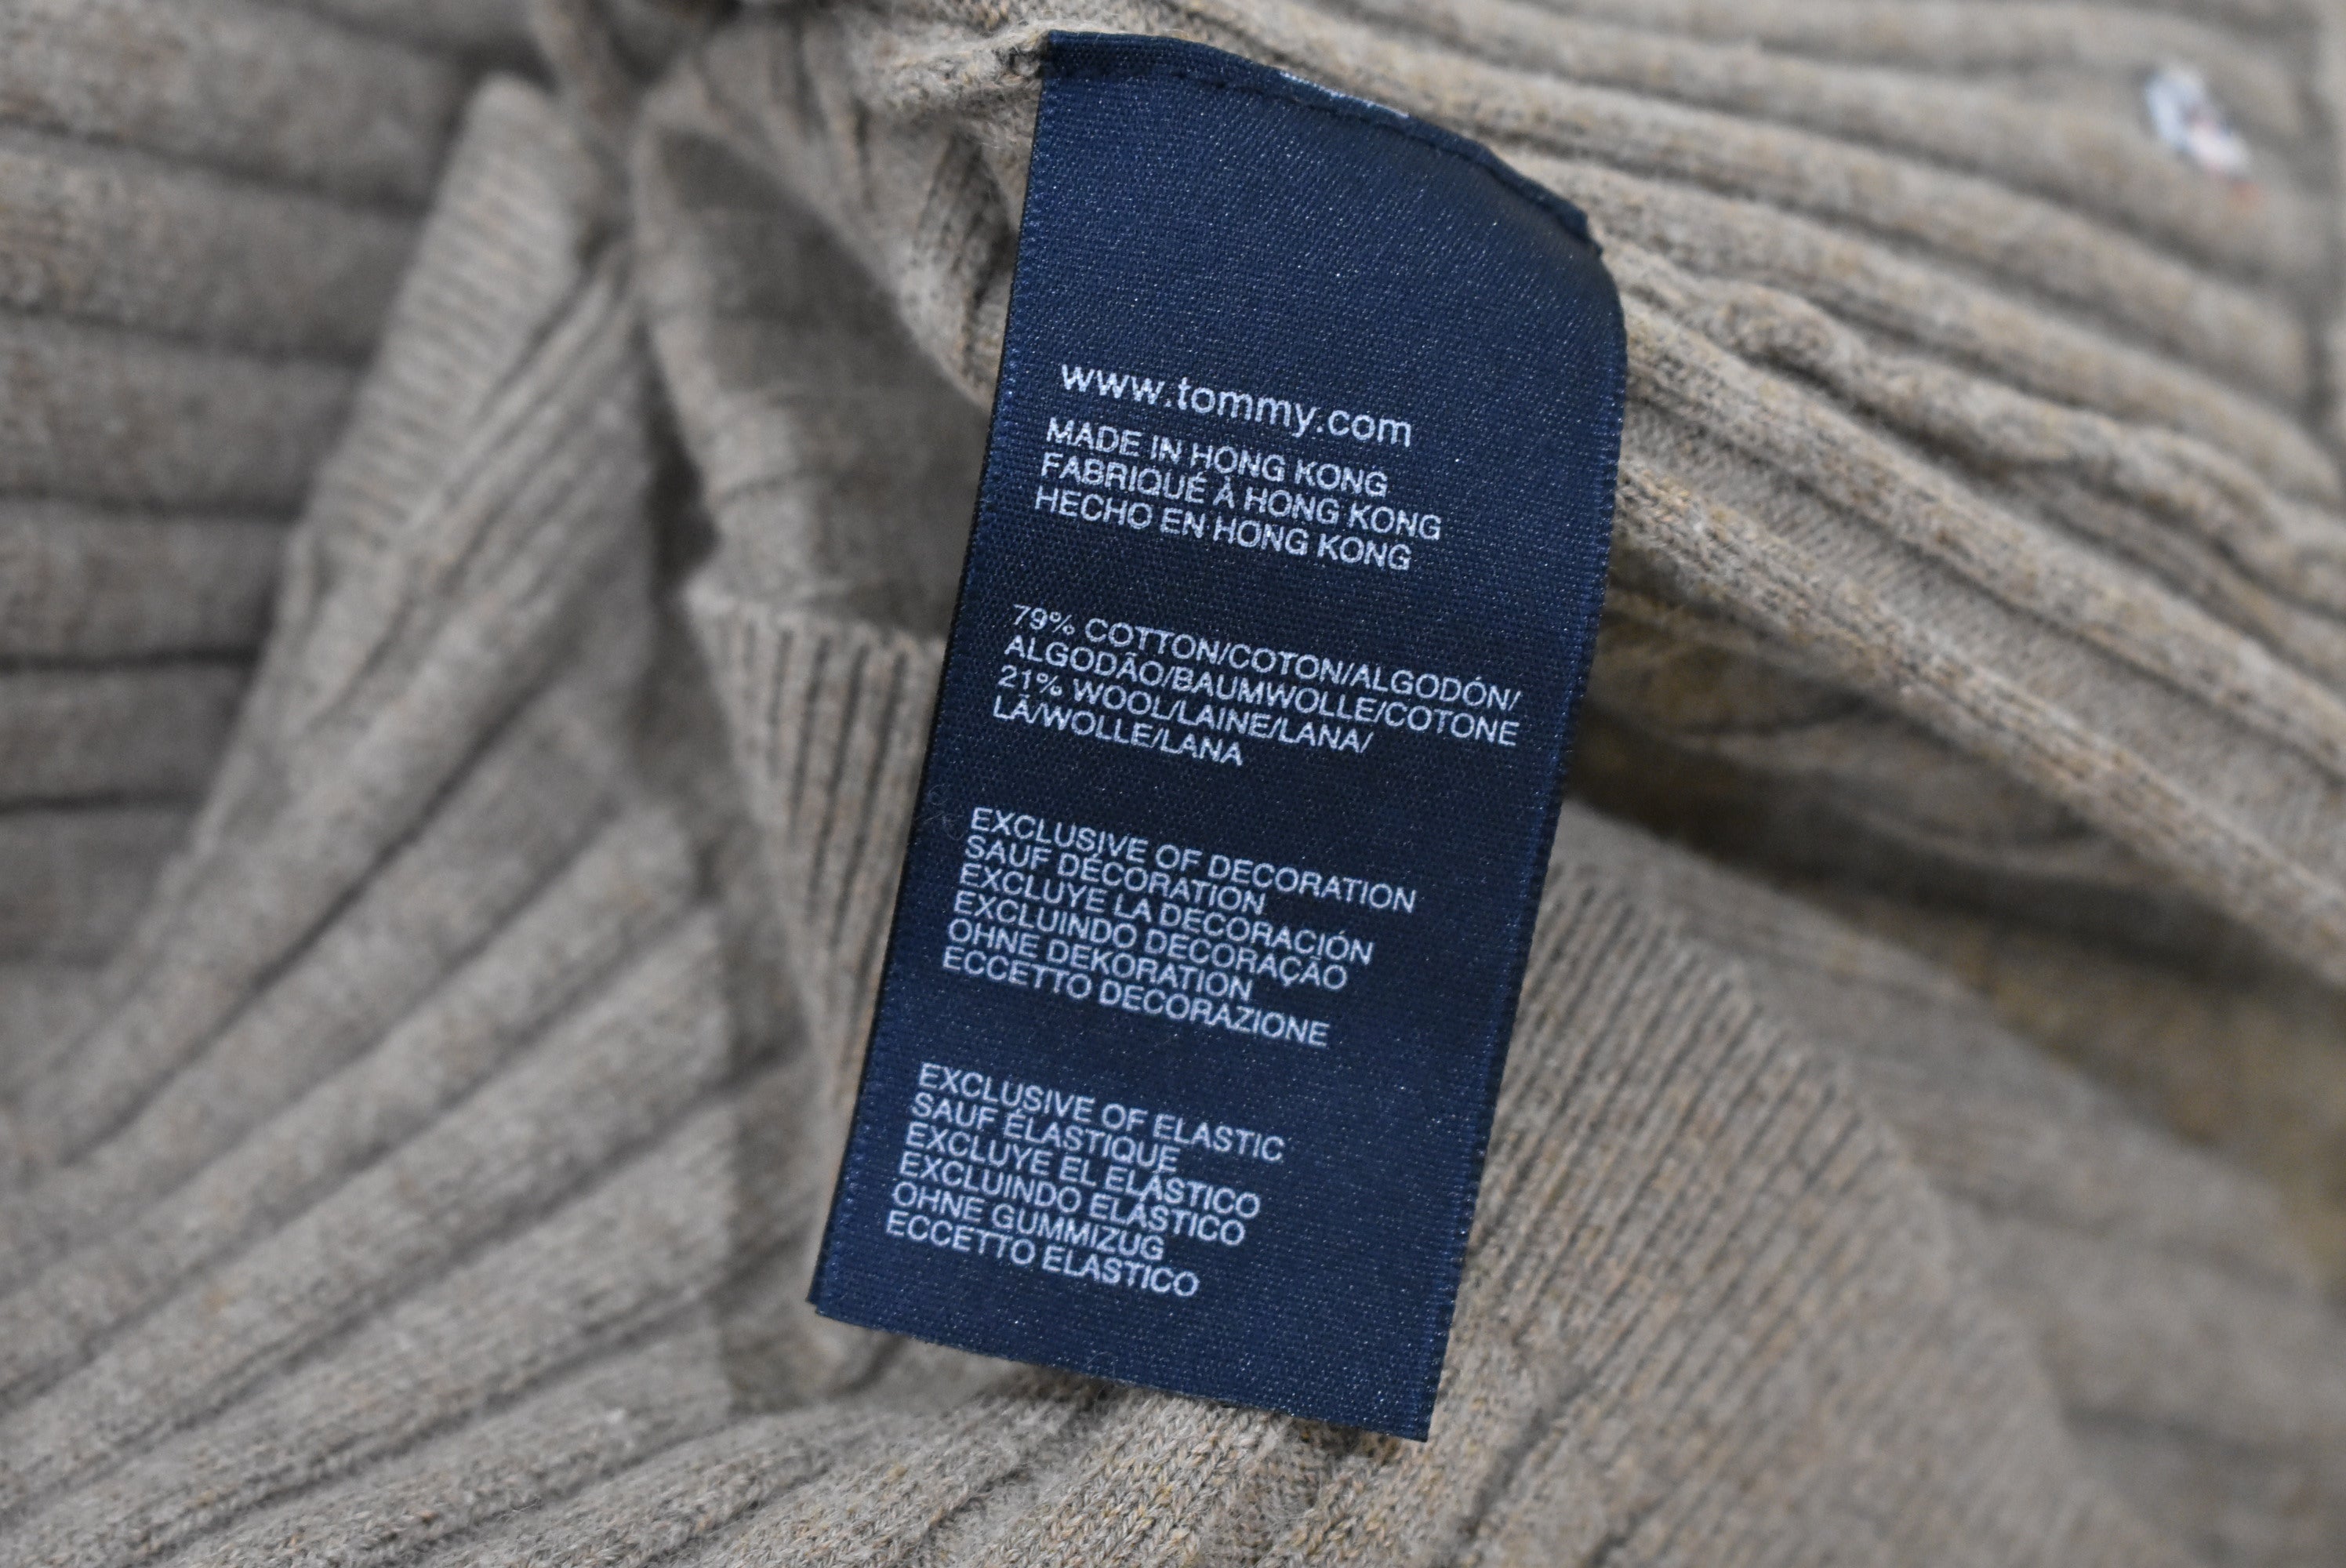 www.tommy.com
MADE IN HONG KONG
FABRIQUÉ À HONG KONG
HECHO EN HONG KONG
79% COTTON/COTON/ALGODÓN/
ALGODÃO/BAUMWOLLE/COTONE
21% WOOL/LAINE/LANA/
LÃ/WOLLE/LANA
EXCLUSIVE OF DECORATION
SAUF DÉCORATION
EXCLUYE LA DECORACIÓN
EXCLUINDO DECORAÇÃO
OHNE DEKORATION
ECCETTO DECORAZIONE
EXCLUSIVE OF ELASTIC
SAUF ÉLASTIQUE
EXCLUYE EL ELÁSTICO
EXCLUINDO ELÁSTICO
OHNE GUMMIZUG
ECCETTO ELASTICO